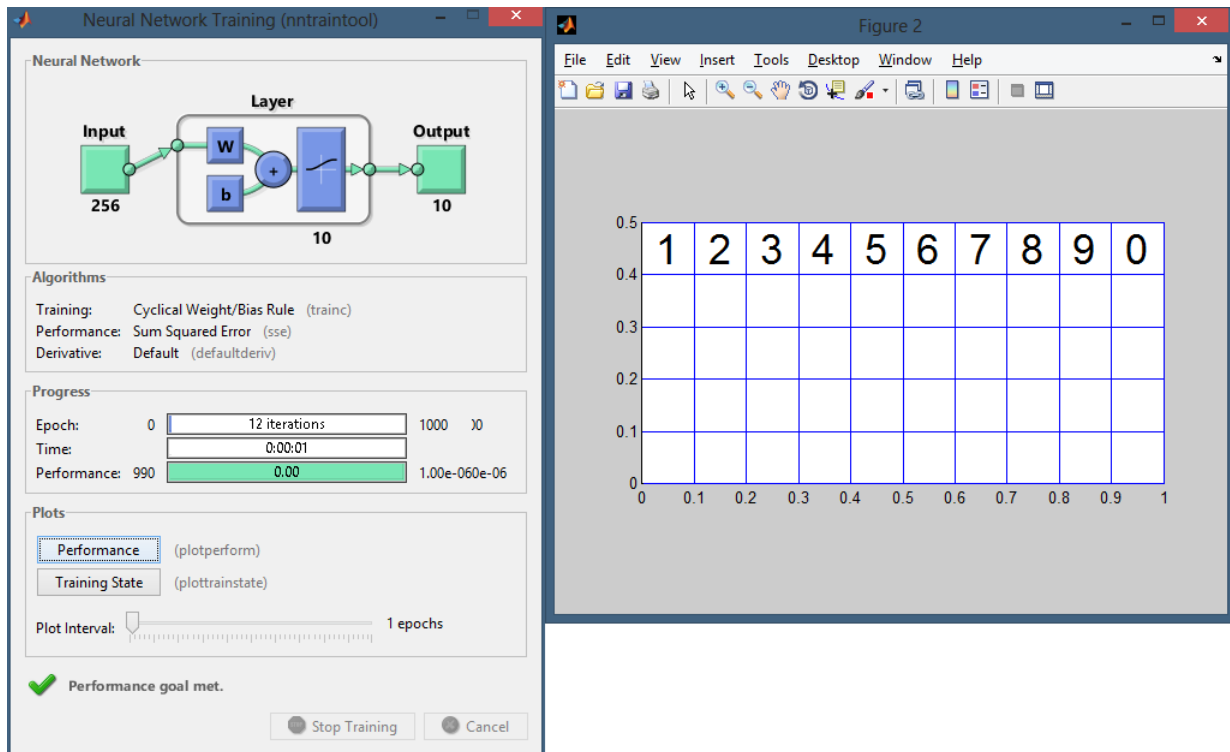 Neural Network Training (nntraintool)
Neural Network
Layer
Input
Output
W
b
+
256
10
10
Algorithms
Training: Cyclical Weight/Bias Rule (trainc)
Performance: Sum Squared Error (sse)
Derivative: Default (defaultderiv)
Progress
Epoch: 0 12 iterations 1000 )0
Time: 0:00:01
Performance: 990 0.00 1.00e-060e-06
Plots
Performance (plotperform)
Training State (plottrainstate)
Plot Interval: 1 epochs
Performance goal met.
Stop Training Cancel
Figure 2
File Edit View Insert Tools Desktop Window Help
0.5
1 2 3 4 5 6 7 8 9 0
0.4
0.3
0.2
0.1
0
0 0.1 0.2 0.3 0.4 0.5 0.6 0.7 0.8 0.9 1